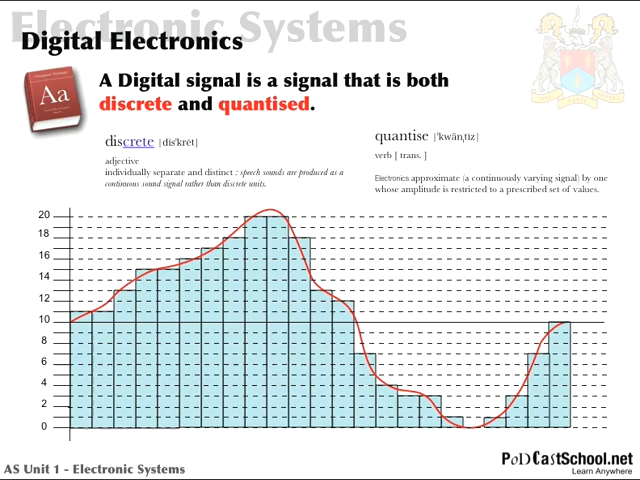 Electronic Systems
Digital Electronics
Aa
A Digital signal is a signal that is both
discrete and quantised.
discrete |disˈkrēt|
adjective
individually separate and distinct : speech sounds are produced as a
continuous sound signal rather than discrete units.
quantise |ˈkwänˌtiz|
verb [ trans. ]
Electronics approximate (a continuously varying signal) by one
whose amplitude is restricted to a prescribed set of values.
20
18
16
14
12
10
8
6
4
2
0
AS Unit 1 - Electronic Systems
PoDCastSchool.net
Learn Anywhere